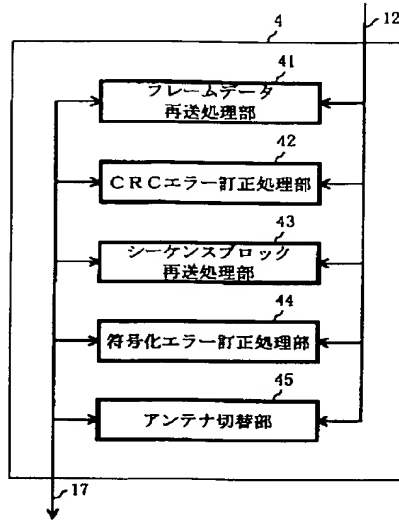 4
12
41
フレームデータ
再送処理部
42
CRCエラー訂正処理部
43
シーケンスブロック
再送処理部
44
符号化エラー訂正処理部
45
アンテナ切替部
17